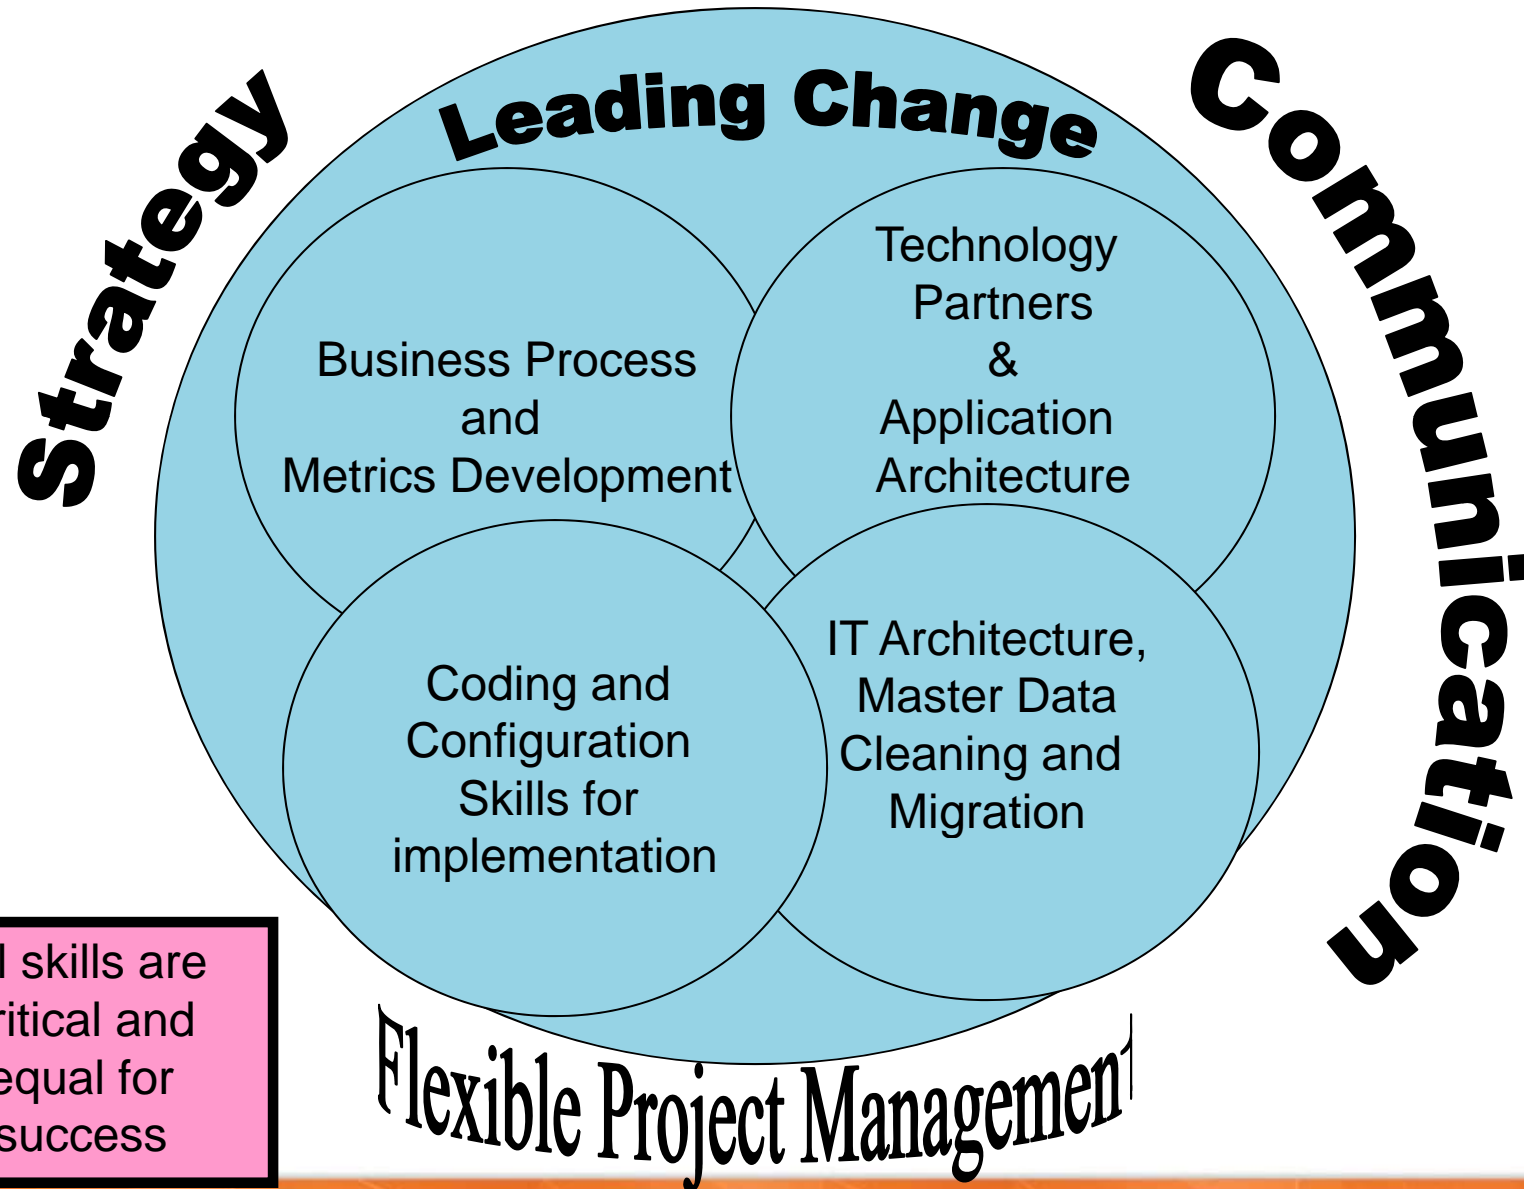 Strategy
Leading Change
Communication
Business Process
and
Metrics Development
Technology
Partners
&
Application
Architecture
Coding and
Configuration
Skills for
implementation
IT Architecture,
Master Data
Cleaning and
Migration
skills are
and
equal for
success
Flexible Project Management